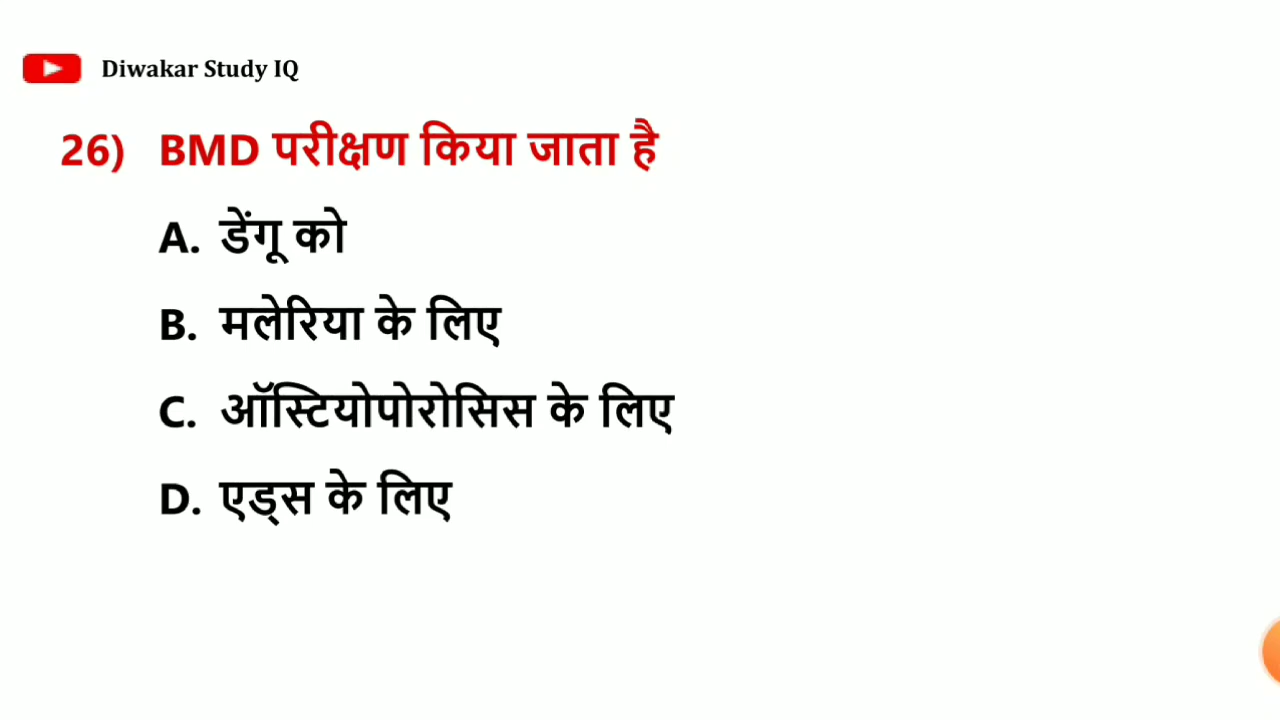 Diwakar Study IQ
26) BMD परीक्षण किया जाता है
A. डेंगू को
B. मलेरिया के लिए
C. ऑस्टियोपोरोसिस के लिए
D. एड्स के लिए